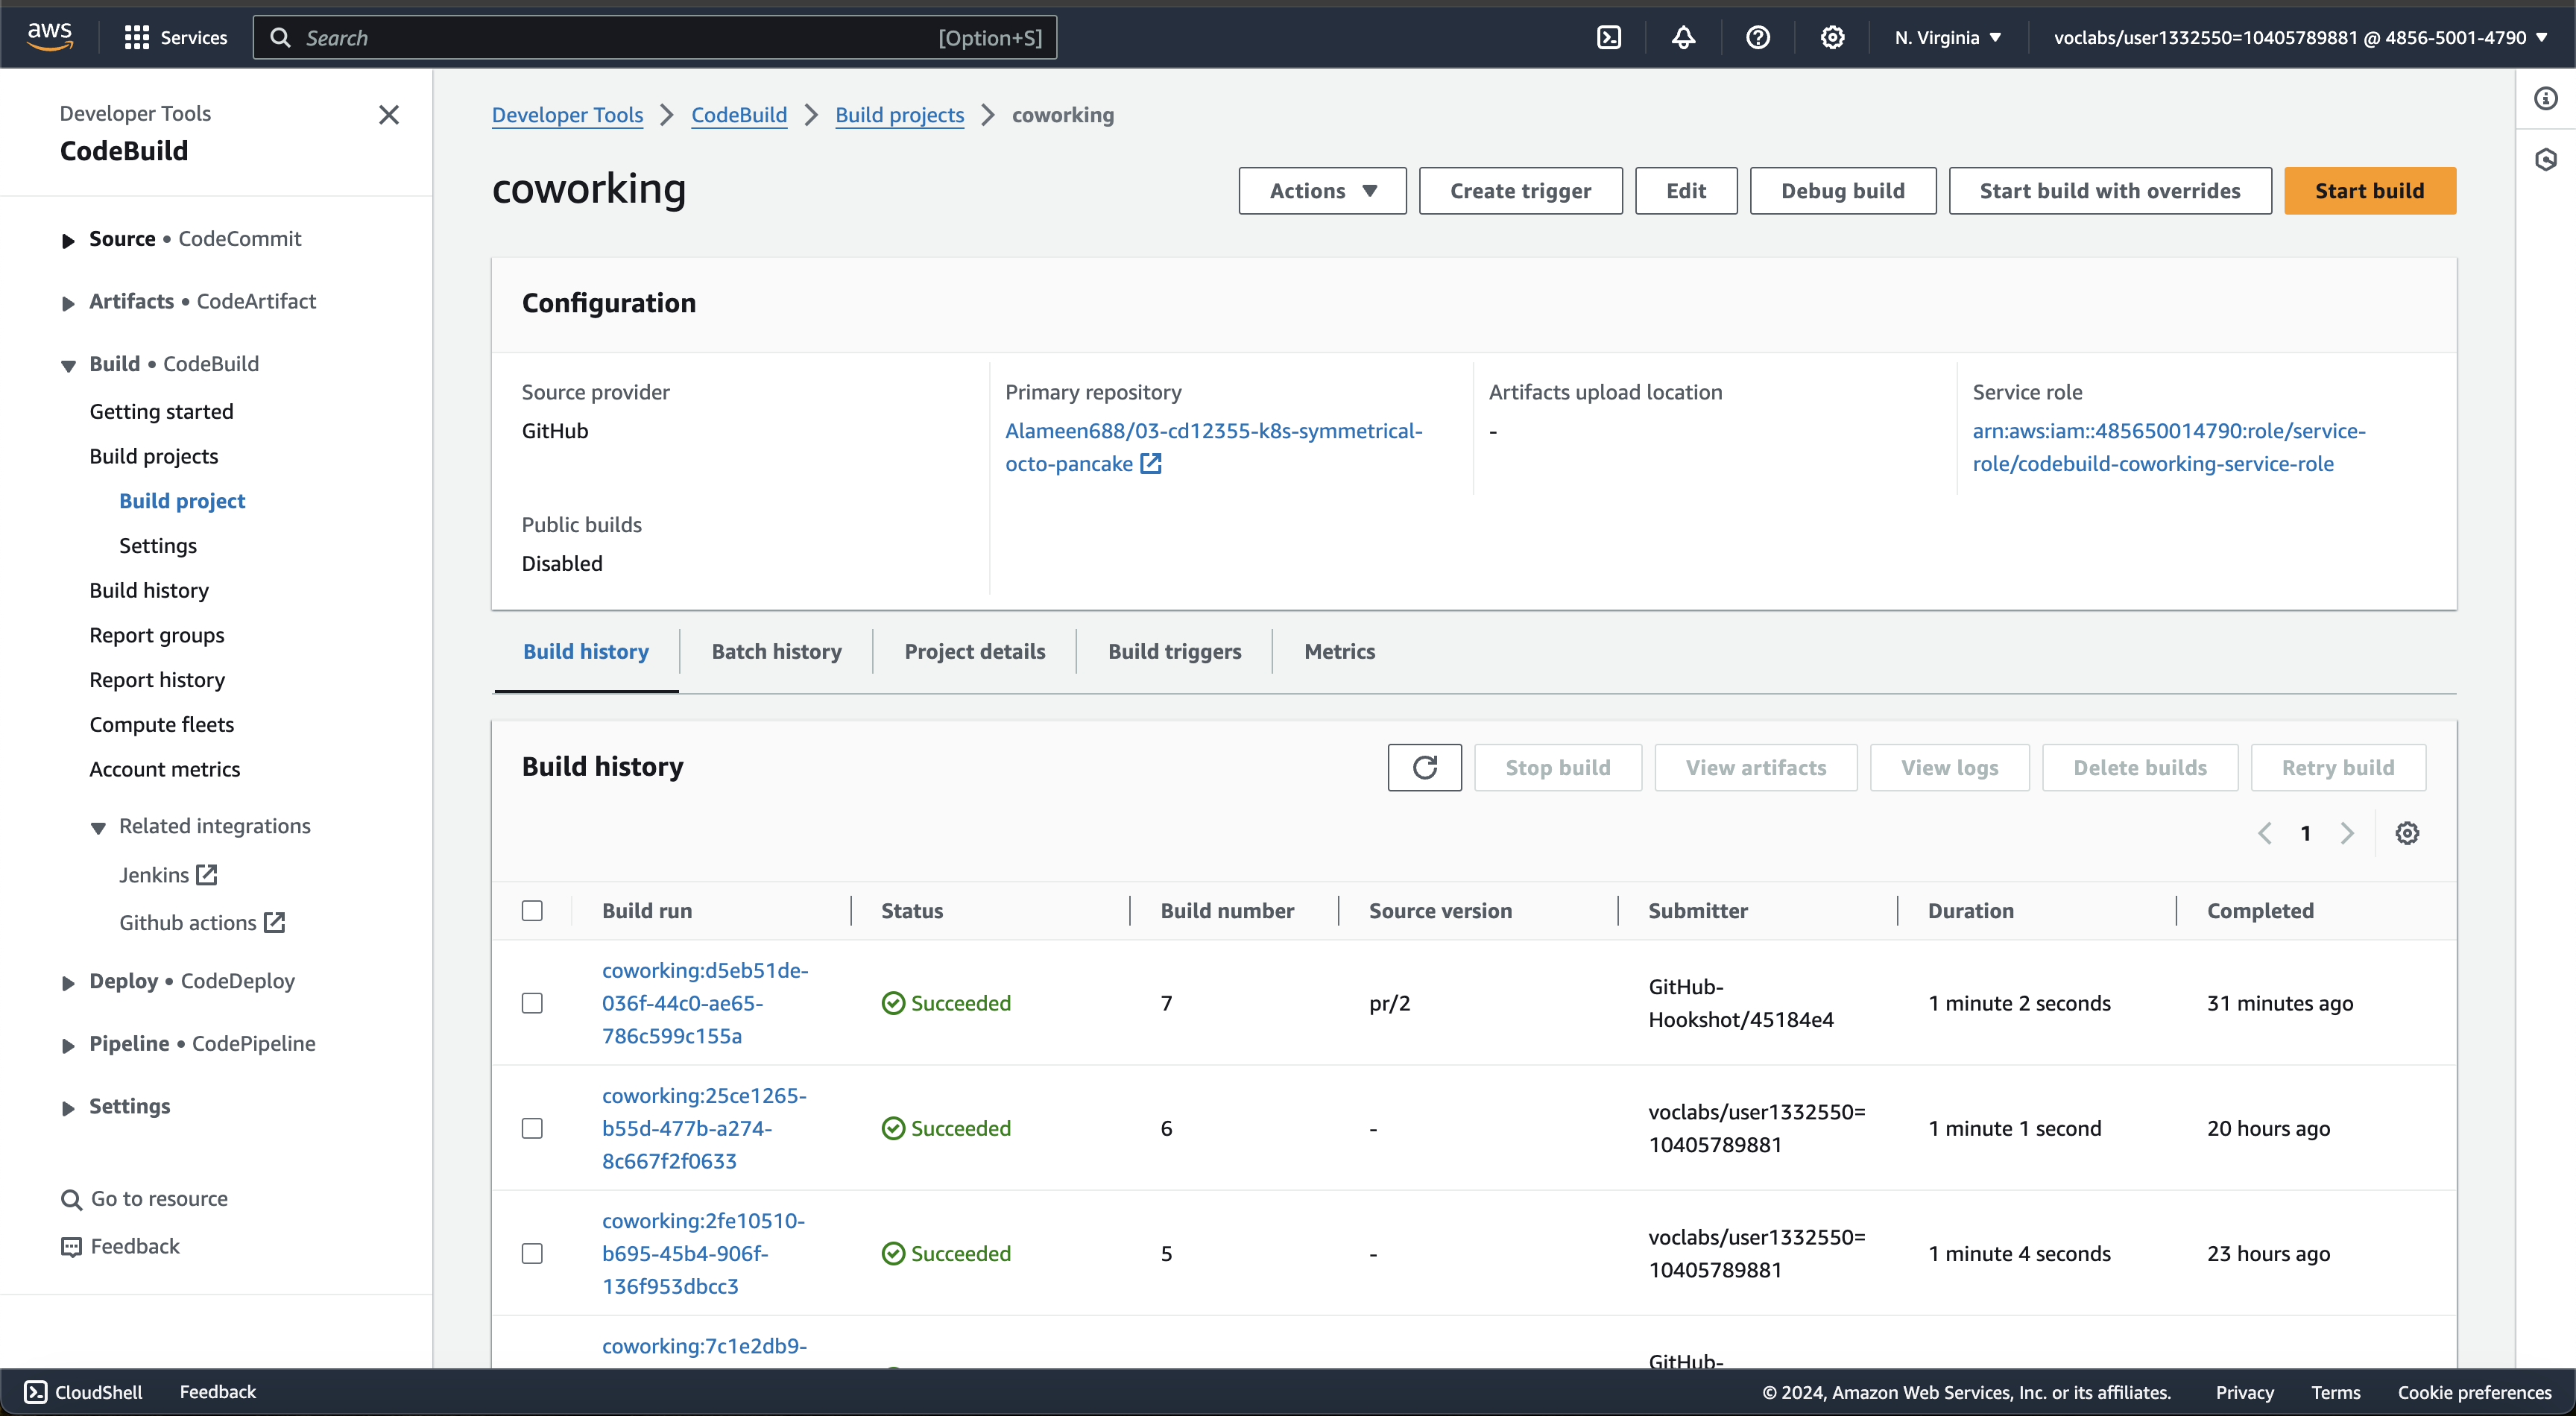 aws
Services
Search
[Option+S]
N. Virginia
voclabs/user1332550=10405789881 @ 4856-5001-4790
Developer Tools
CodeBuild
Source • CodeCommit
Artifacts • CodeArtifact
Build • CodeBuild
Getting started
Build projects
Build project
Settings
Build history
Report groups
Report history
Compute fleets
Account metrics
Related integrations
Jenkins
Github actions
Deploy • CodeDeploy
Pipeline • CodePipeline
Settings
Go to resource
Feedback
Developer Tools > CodeBuild > Build projects > coworking
coworking
Actions
Create trigger
Edit
Debug build
Start build with overrides
Start build
Configuration
Source provider
GitHub
Primary repository
Alameen688/03-cd12355-k8s-symmetrical-
octo-pancake
Artifacts upload location
-
Service role
arn:aws:iam::485650014790:role/service-
role/codebuild-coworking-service-role
Public builds
Disabled
Build history
Batch history
Project details
Build triggers
Metrics
Build history
Stop build
View artifacts
View logs
Delete builds
Retry build
1
Build run
Status
Build number
Source version
Submitter
Duration
Completed
coworking:d5eb51de-
036f-44c0-ae65-
786c599c155a
Succeeded
7
pr/2
GitHub-
Hookshot/45184e4
1 minute 2 seconds
31 minutes ago
coworking:25ce1265-
b55d-477b-a274-
8c667f2f0633
Succeeded
6
-
voclabs/user1332550=
10405789881
1 minute 1 second
20 hours ago
coworking:2fe10510-
b695-45b4-906f-
136f953dbcc3
Succeeded
5
-
voclabs/user1332550=
10405789881
1 minute 4 seconds
23 hours ago
coworking:7c1e2db9-
GitHub-
CloudShell
Feedback
© 2024, Amazon Web Services, Inc. or its affiliates.
Privacy
Terms
Cookie preferences